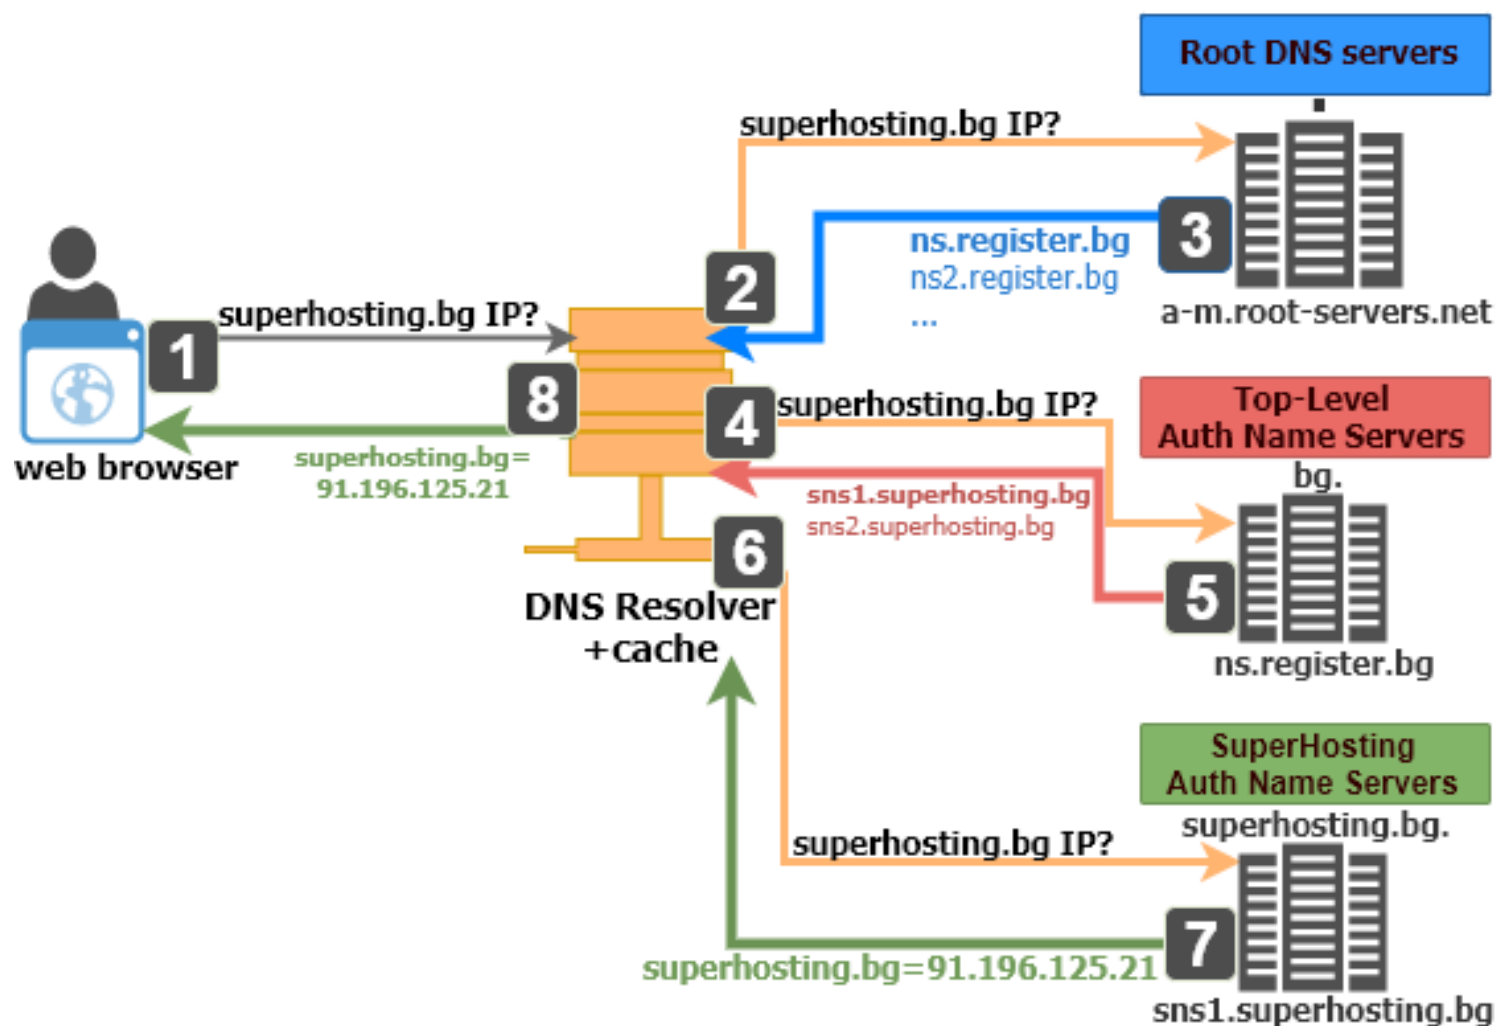 Root DNS servers
.
superhosting.bg IP?
2
3
ns.register.bg
ns2.register.bg
...
a-m.root-servers.net
1
superhosting.bg IP?
8
superhosting.bg=
91.196.125.21
web browser
4
superhosting.bg IP?
Top-Level
Auth Name Servers
bg.
sns1.superhosting.bg
sns2.superhosting.bg
5
ns.register.bg
6
DNS Resolver
+cache
SuperHosting
Auth Name Servers
superhosting.bg.
superhosting.bg IP?
7
superhosting.bg=91.196.125.21
sns1.superhosting.bg